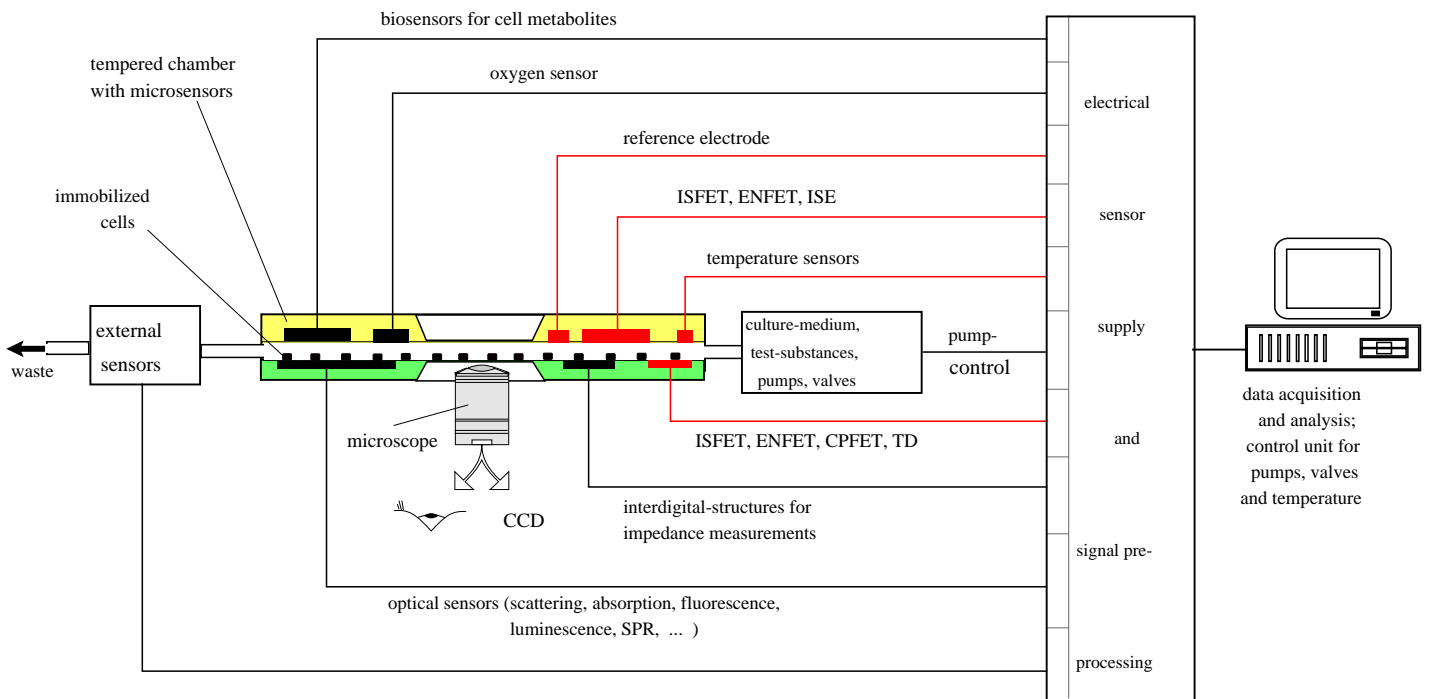 biosensors for cell metabolites
tempered chamber
with microsensors
oxygen sensor
electrical
reference electrode
immobilized
cells
ISFET, ENFET, ISE
sensor
temperature sensors
external
sensors
waste
culture-medium,
test-substances,
pumps, valves
pump-
control
supply
microscope
ISFET, ENFET, CPFET, TD
and
data acquisition
and analysis;
control unit for
pumps, valves
and temperature
CCD
interdigital-structures for
impedance measurements
signal pre-
optical sensors (scattering, absorption, fluorescence,
luminescence, SPR, ... )
processing